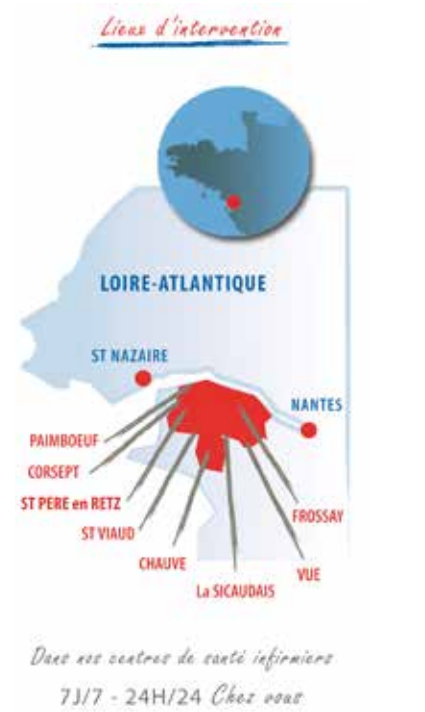 Lieux d'intervention
LOIRE-ATLANTIQUE
ST NAZAIRE
NANTES
PAIMBOEUF
CORSEPT
ST PERE en RETZ
ST VIAUD
CHAUVE
La SICAUDAIS
VUE
FROSSAY
Dans nos centres de santé infirmiers
7J/7 - 24H/24 Chez vous